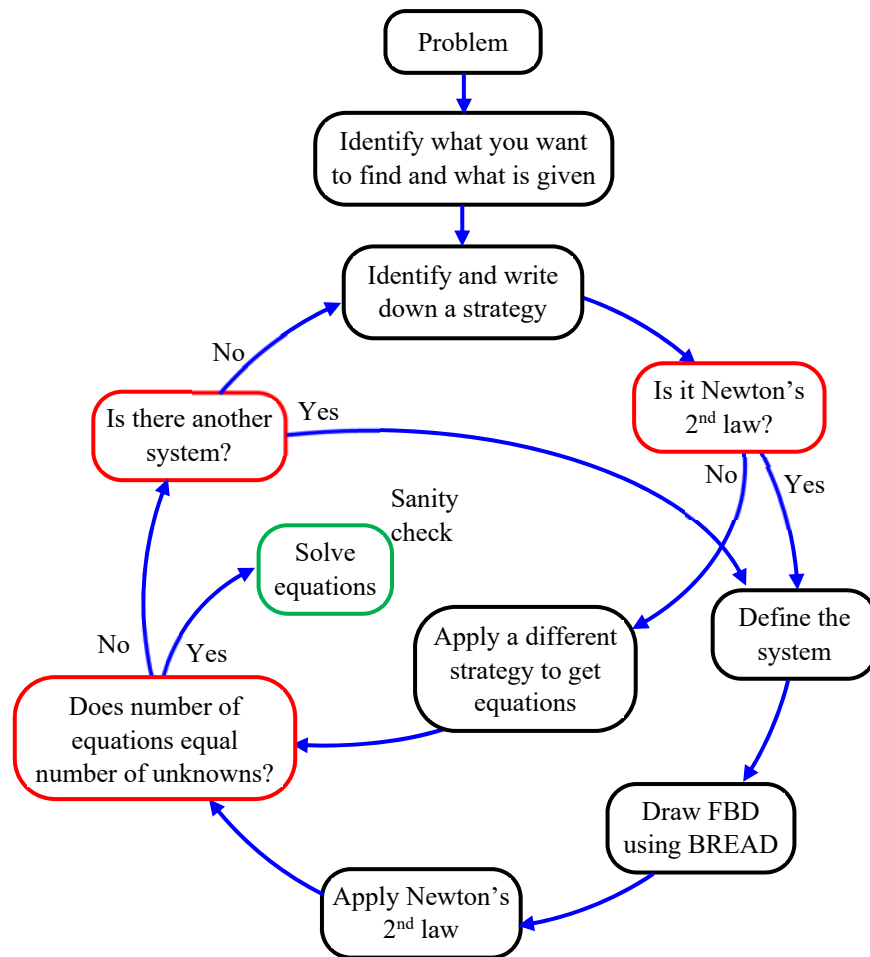 Problem
Identify what you want
to find and what is given
Identify and write
down a strategy
No
Is there another
system?
Yes
Is it Newton’s
2nd law?
No
Yes
Sanity
check
Solve
equations
Apply a different
strategy to get
equations
Define the
system
No
Yes
Does number of
equations equal
number of unknowns?
Draw FBD
using BREAD
Apply Newton’s
2nd law